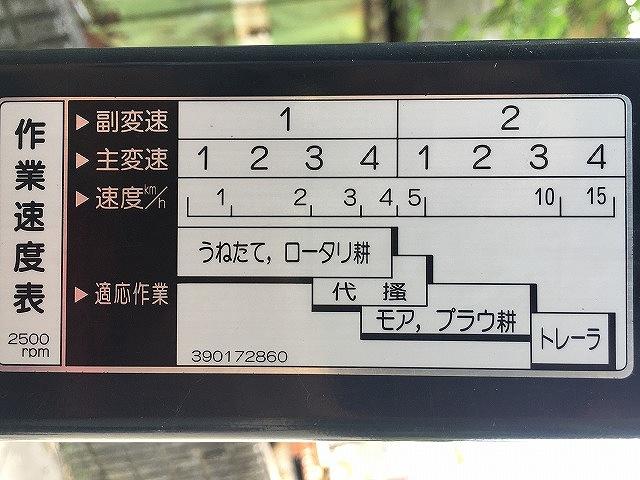 作業速度表
2500
rpm
▶副変速 1 2
▶主変速 1 2 3 4 1 2 3 4
▶速度km/h 1 2 3 4 5 10 15
▶適応作業
うねたて，ロータリ耕
代 掻
モア，プラウ耕
トレーラ
390172860